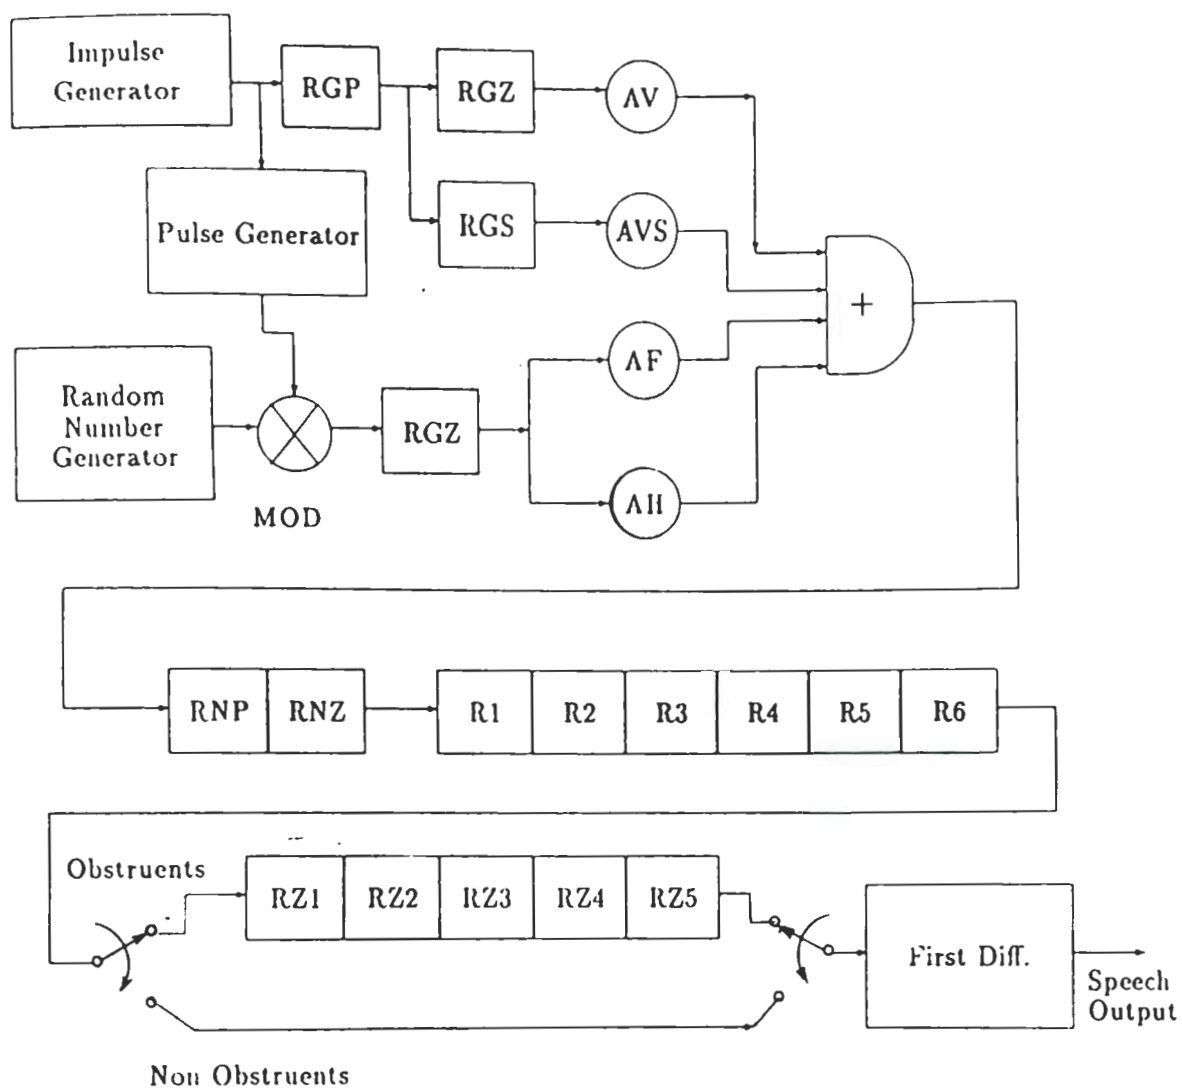 Impulse
Generator
RGP
RGZ
AV
Pulse Generator
RGS
AVS
+
Random
Number
Generator
MOD
RGZ
AF
AH
RNP
RNZ
R1
R2
R3
R4
R5
R6
Obstruents
RZ1
RZ2
RZ3
RZ4
RZ5
First Diff.
Speech
Output
Non Obstruents